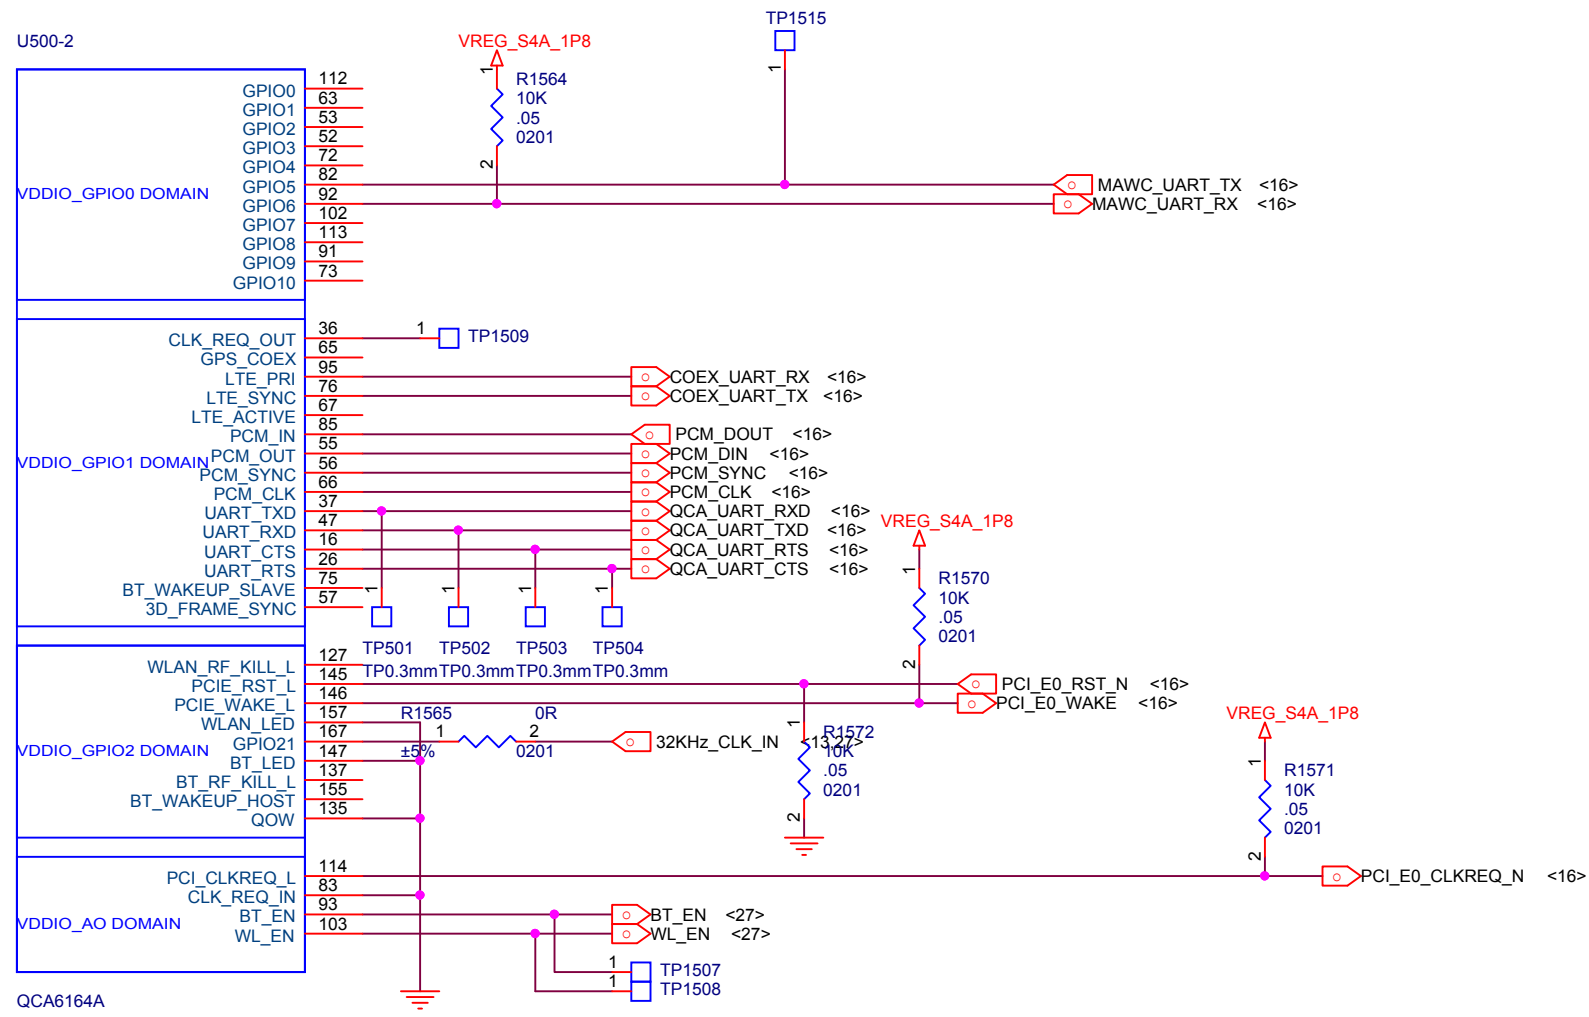 U500-2
VREG_S4A_1P8
TP1515
1
1
R1564
10K
.05
0201
2
VDDIO_GPIO0 DOMAIN
GPIO0 112
GPIO1 63
GPIO2 53
GPIO3 52
GPIO4 72
GPIO5 82 MAWC_UART_TX <16>
GPIO6 92 MAWC_UART_RX <16>
GPIO7 102
GPIO8 113
GPIO9 91
GPIO10 73
VDDIO_GPIO1 DOMAIN
CLK_REQ_OUT 36 1 TP1509
GPS_COEX 65
LTE_PRI 95 COEX_UART_RX <16>
LTE_SYNC 76 COEX_UART_TX <16>
LTE_ACTIVE 67
PCM_IN 85 PCM_DOUT <16>
PCM_OUT 55 PCM_DIN <16>
PCM_SYNC 56 PCM_SYNC <16>
PCM_CLK 66 PCM_CLK <16>
UART_TXD 37 QCA_UART_RXD <16>
UART_RXD 47 QCA_UART_TXD <16>
UART_CTS 16 QCA_UART_RTS <16>
UART_RTS 26 QCA_UART_CTS <16>
BT_WAKEUP_SLAVE 75
3D_FRAME_SYNC 57
1 1 1 1
TP501 TP502 TP503 TP504
TP0.3mm TP0.3mm TP0.3mm TP0.3mm
VREG_S4A_1P8
1
R1570
10K
.05
0201
2
VDDIO_GPIO2 DOMAIN
WLAN_RF_KILL_L 127
PCIE_RST_L 145 PCI_E0_RST_N <16>
PCIE_WAKE_L 146 PCI_E0_WAKE <16>
WLAN_LED 157
GPIO21 167
BT_LED 147
BT_RF_KILL_L 137
BT_WAKEUP_HOST 155
QOW 135
R1565 0R
1 2
±5% 0201
32KHz_CLK_IN <13,27>
1
R1572
10K
.05
0201
2
VREG_S4A_1P8
1
R1571
10K
.05
0201
2
VDDIO_AO DOMAIN
PCI_CLKREQ_L 114 PCI_E0_CLKREQ_N <16>
CLK_REQ_IN 83
BT_EN 93 BT_EN <27>
WL_EN 103 WL_EN <27>
1 TP1507
1 TP1508
QCA6164A